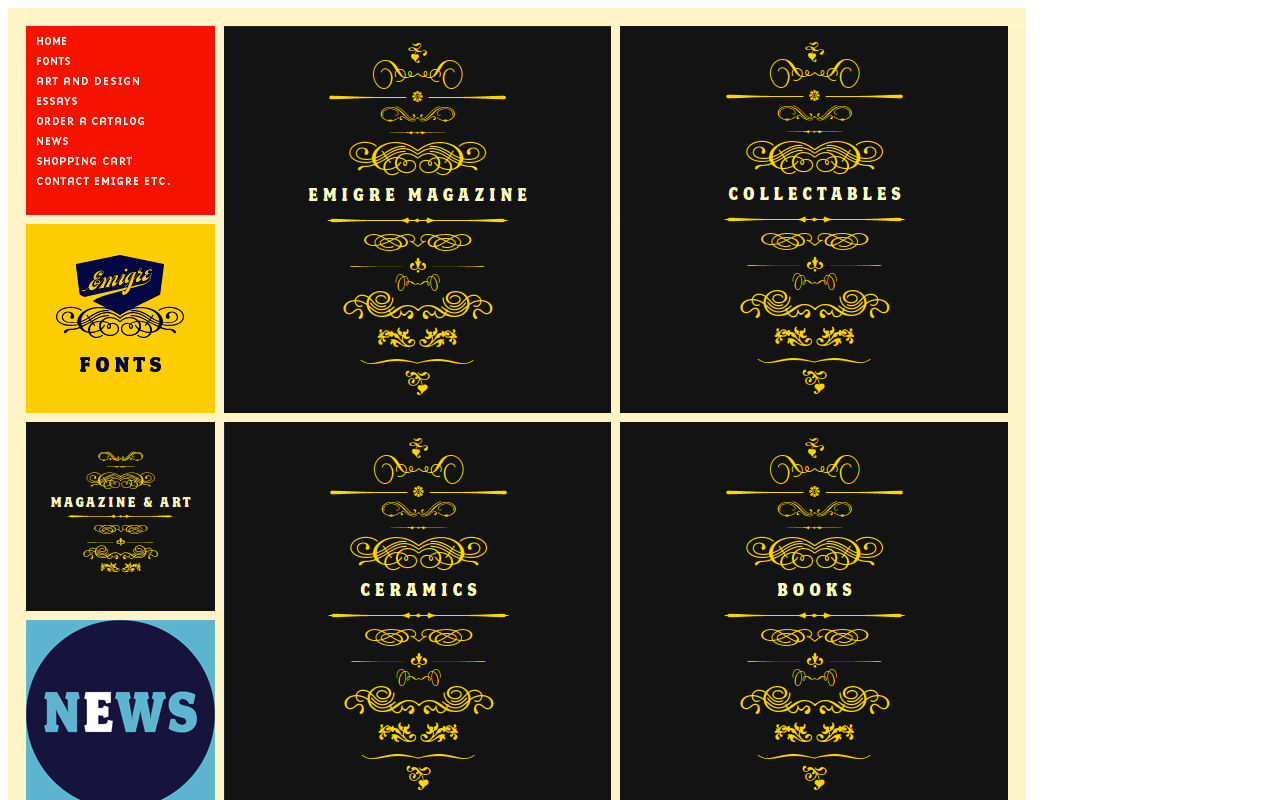 HOME
FONTS
ART AND DESIGN
ESSAYS
ORDER A CATALOG
NEWS
SHOPPING CART
CONTACT EMIGRE ETC.
EMIGRE MAGAZINE
COLLECTABLES
Emigre
FONTS
MAGAZINE & ART
CERAMICS
BOOKS
NEWS